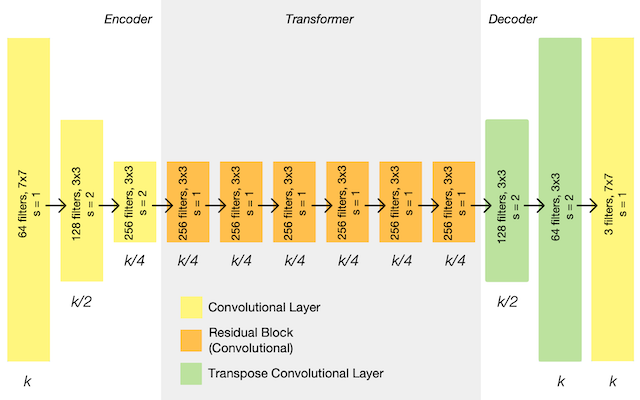 Encoder
Transformer
Decoder
64 filters, 7x7
s = 1
128 filters, 3x3
s = 2
256 filters, 3x3
s = 2
256 filters, 3x3
s = 1
256 filters, 3x3
s = 1
256 filters, 3x3
s = 1
256 filters, 3x3
s = 1
256 filters, 3x3
s = 1
256 filters, 3x3
s = 1
128 filters, 3x3
s = 2
64 filters, 3x3
s = 2
3 filters, 7x7
s = 1
k/4
k/4
k/4
k/4
k/4
k/4
k/4
k/2
k/2
Convolutional Layer
Residual Block
(Convolutional)
Transpose Convolutional Layer
k
k
k